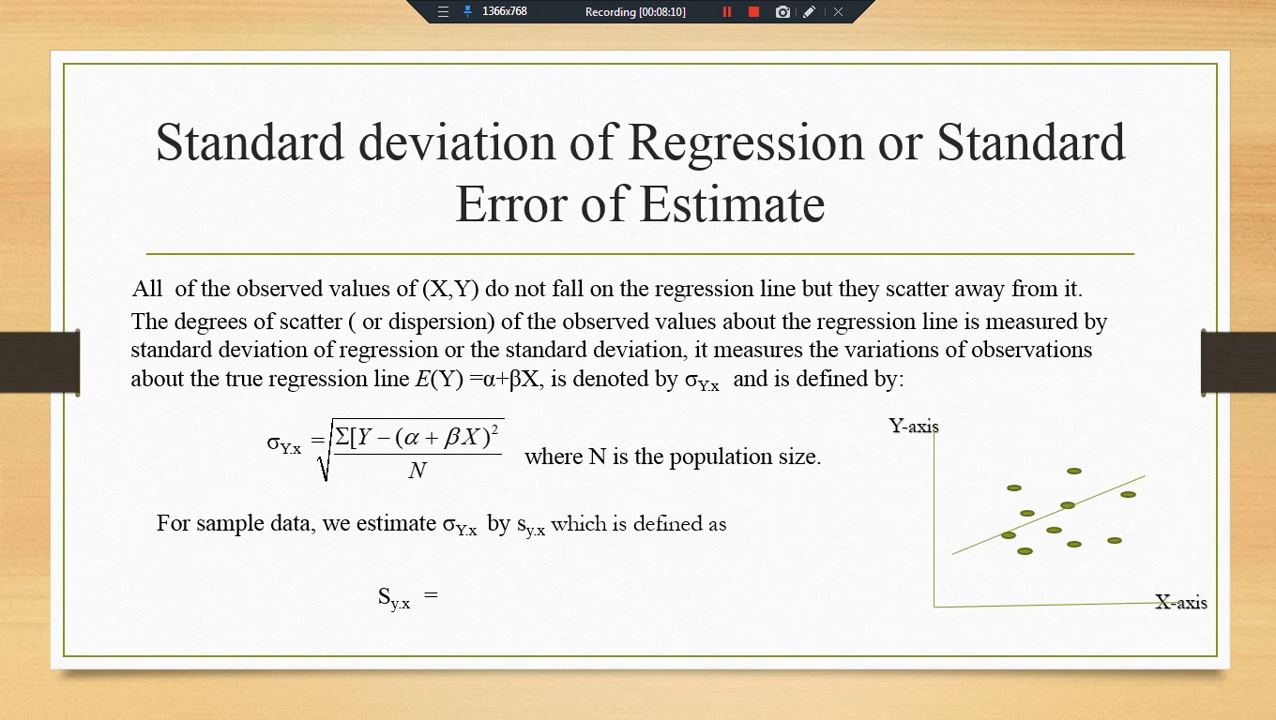 1366x768 Recording [00:08:10]
Standard deviation of Regression or Standard
Error of Estimate
All of the observed values of (X,Y) do not fall on the regression line but they scatter away from it.
The degrees of scatter ( or dispersion) of the observed values about the regression line is measured by
standard deviation of regression or the standard deviation, it measures the variations of observations
about the true regression line E(Y) =α+βX, is denoted by σY.x and is defined by:
σY.x = √Σ[Y − (α + βX)² / N where N is the population size.
For sample data, we estimate σY.x by sy.x which is defined as
Sy.x =
Y-axis
X-axis